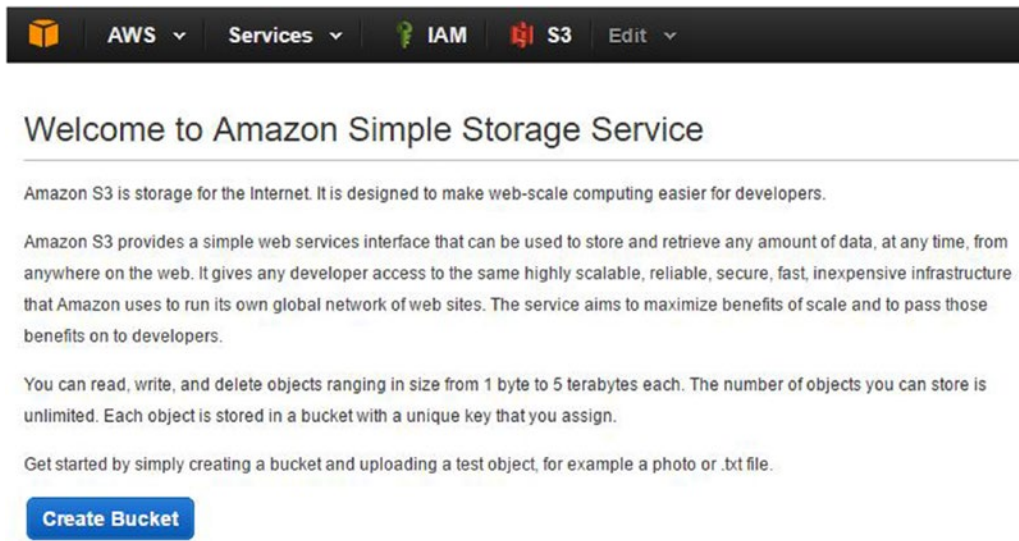 AWS Services IAM S3 Edit
Welcome to Amazon Simple Storage Service
Amazon S3 is storage for the Internet. It is designed to make web-scale computing easier for developers.
Amazon S3 provides a simple web services interface that can be used to store and retrieve any amount of data, at any time, from
anywhere on the web. It gives any developer access to the same highly scalable, reliable, secure, fast, inexpensive infrastructure
that Amazon uses to run its own global network of web sites. The service aims to maximize benefits of scale and to pass those
benefits on to developers.
You can read, write, and delete objects ranging in size from 1 byte to 5 terabytes each. The number of objects you can store is
unlimited. Each object is stored in a bucket with a unique key that you assign.
Get started by simply creating a bucket and uploading a test object, for example a photo or .txt file.
Create Bucket